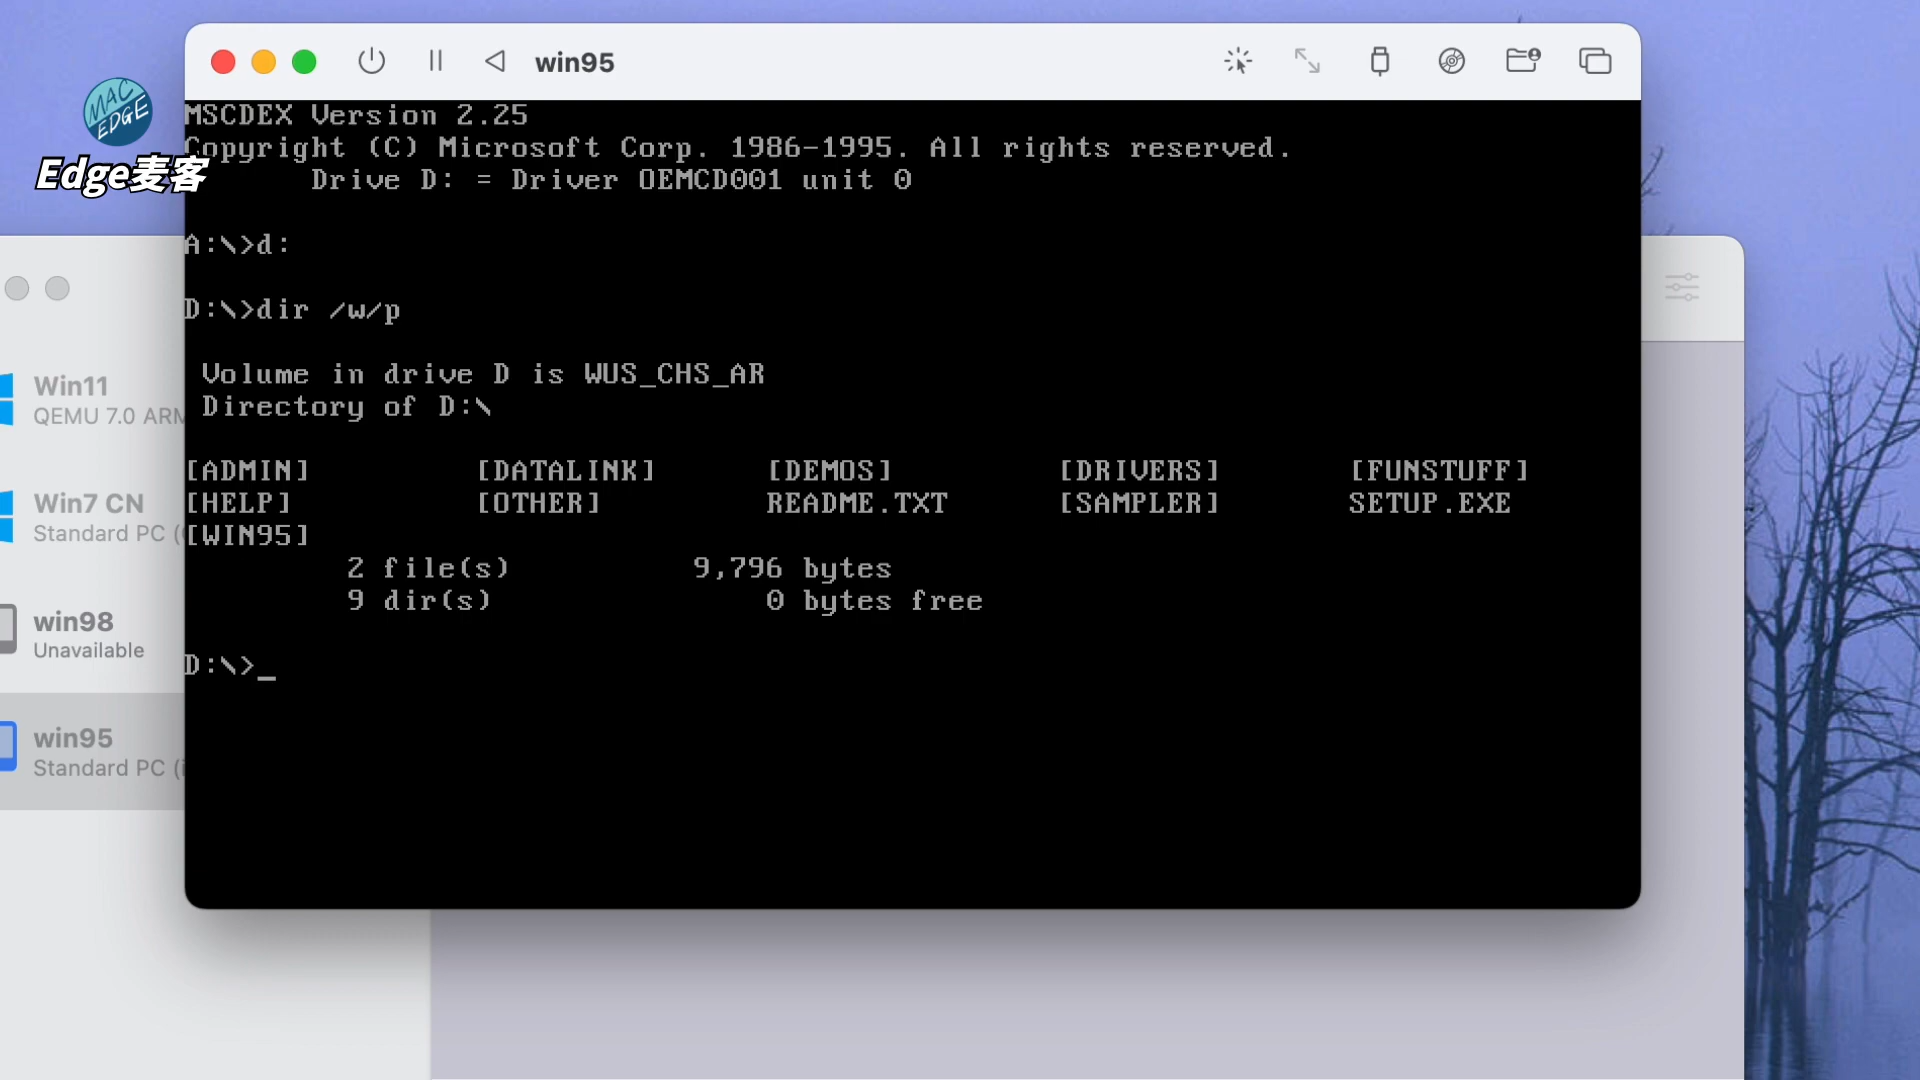 win95
MAC
EDGE
Edge麦客
MSCDEX Version 2.25
Copyright (C) Microsoft Corp. 1986-1995. All rights reserved.
Drive D: = Driver OEMCD001 unit 0
A:\>d:
D:\>dir /w/p
Volume in drive D is WUS_CHS_AR
Directory of D:\
[ADMIN] [DATALINK] [DEMOS] [DRIVERS] [FUNSTUFF]
[HELP] [OTHER] README.TXT [SAMPLER] SETUP.EXE
[WIN95]
2 file(s) 9,796 bytes
9 dir(s) 0 bytes free
D:\>_
Win11
QEMU 7.0 ARM
Win7 CN
Standard PC (
win98
Unavailable
win95
Standard PC (i